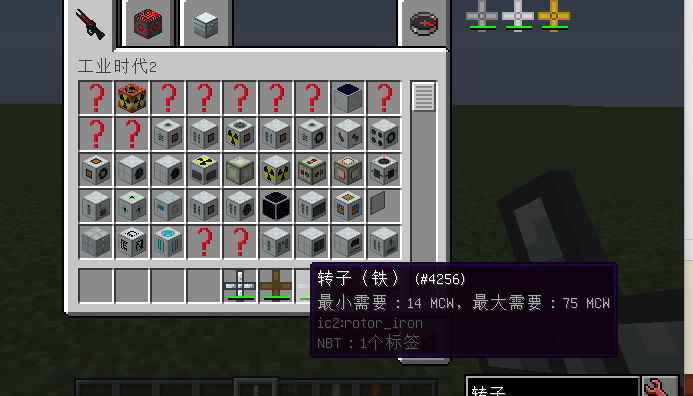 工业时代2
转子（铁） (#4256)
最小需要：14 MCW，最大需要：75 MCW
ic2:rotor_iron
NBT：1个标签
转子